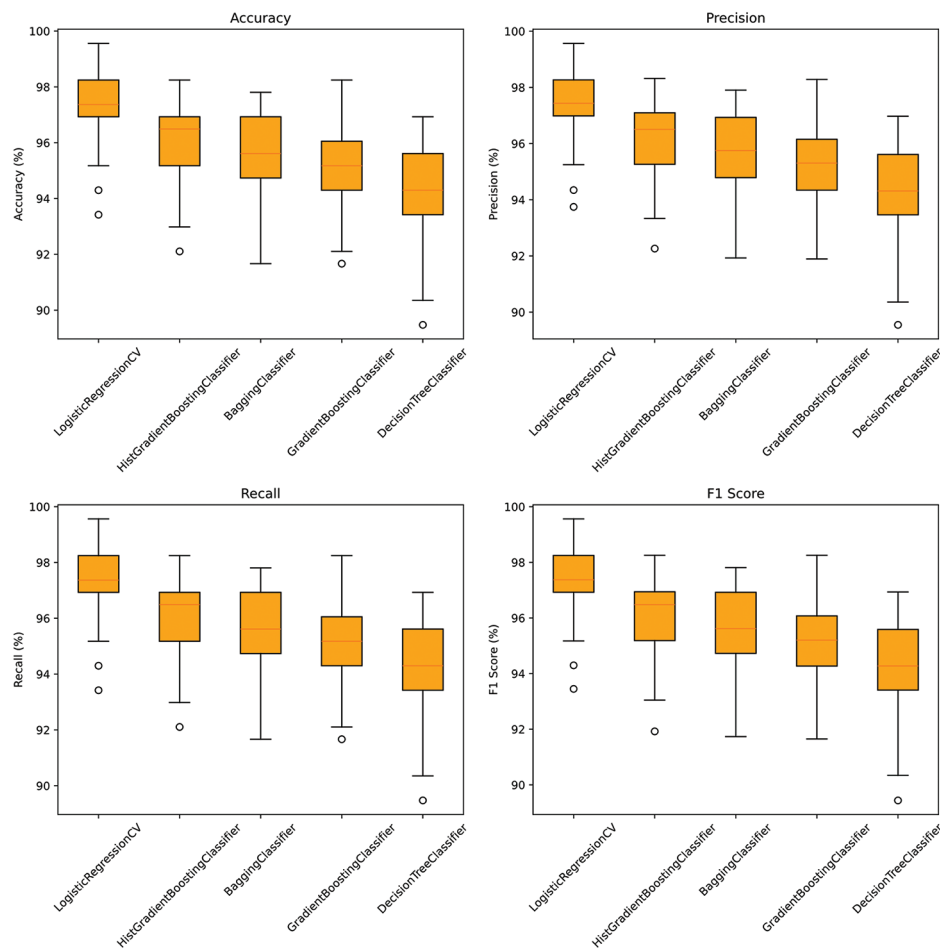 Accuracy
Accuracy (%)
100
98
96
94
92
90
LogisticRegressionCV
HistGradientBoostingClassifier
BaggingClassifier
GradientBoostingClassifier
DecisionTreeClassifier
Precision
Precision (%)
100
98
96
94
92
90
LogisticRegressionCV
HistGradientBoostingClassifier
BaggingClassifier
GradientBoostingClassifier
DecisionTreeClassifier
Recall
Recall (%)
100
98
96
94
92
90
LogisticRegressionCV
HistGradientBoostingClassifier
BaggingClassifier
GradientBoostingClassifier
DecisionTreeClassifier
F1 Score
F1 Score (%)
100
98
96
94
92
90
LogisticRegressionCV
HistGradientBoostingClassifier
BaggingClassifier
GradientBoostingClassifier
DecisionTreeClassifier